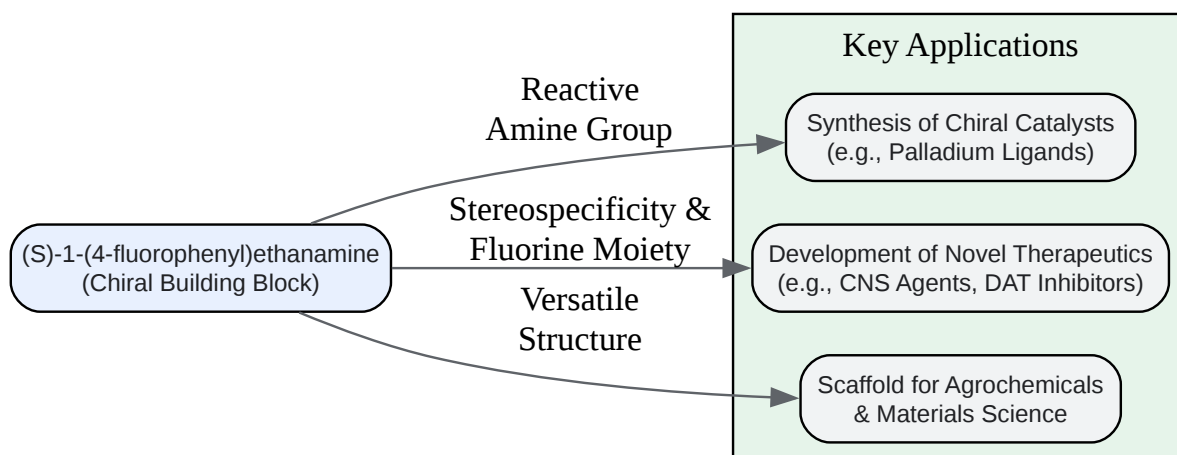 Key Applications
Reactive
Amine Group
Synthesis of Chiral Catalysts
(e.g., Palladium Ligands)
(S)-1-(4-fluorophenyl)ethanamine
(Chiral Building Block)
Stereospecificity &
Fluorine Moiety
Development of Novel Therapeutics
(e.g., CNS Agents, DAT Inhibitors)
Versatile
Structure
Scaffold for Agrochemicals
& Materials Science